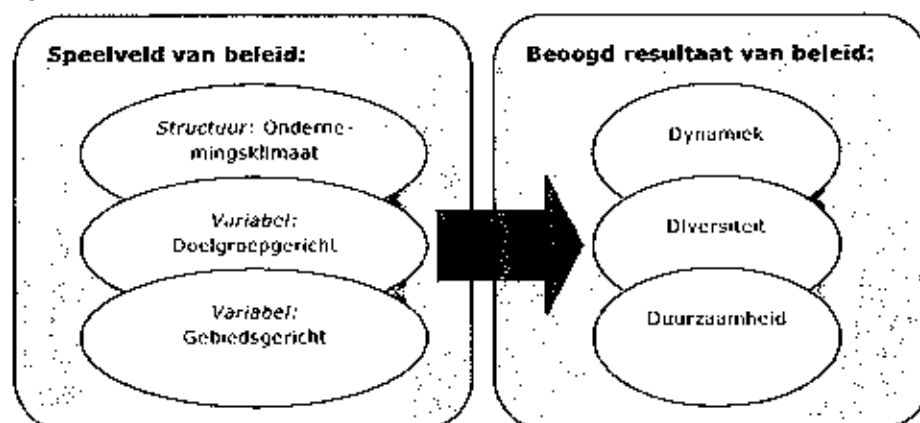 Speelveld van beleid:
Structuur: Onderne-
mingsklimaat
Variabel:
Doelgroepgericht
Variabel:
Gebiedsgericht
Beoogd resultaat van beleid:
Dynamiek
Diversiteit
Duurzaamheid